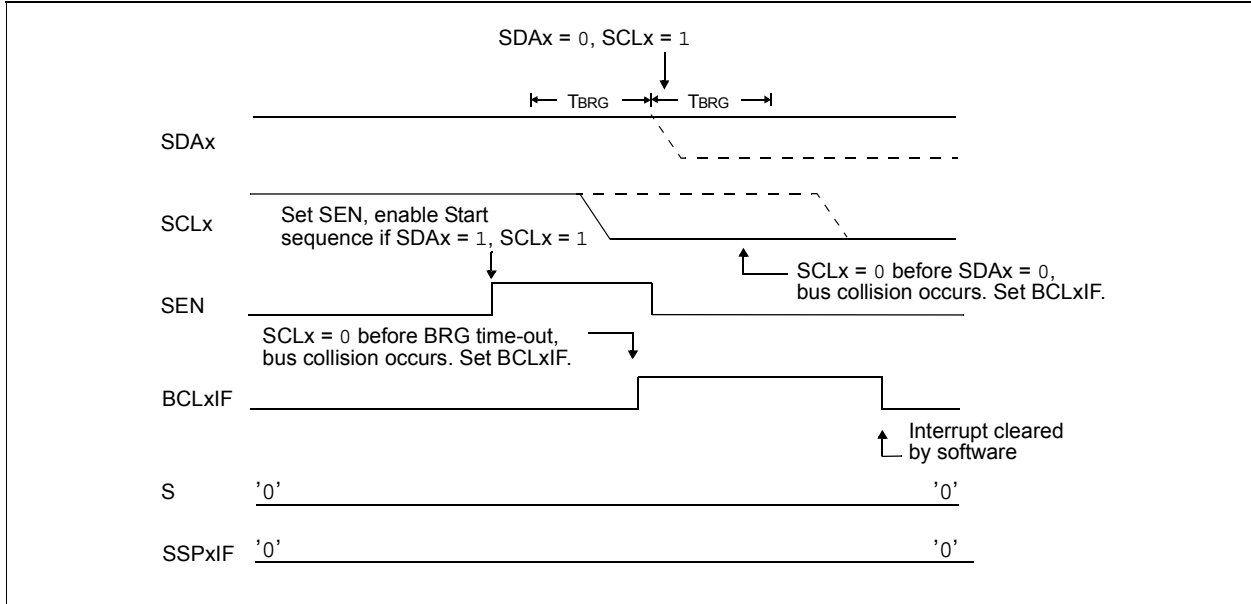 SDAx = 0, SCLx = 1
TBRG TBRG
SDAx
SCLx
Set SEN, enable Start
sequence if SDAx = 1, SCLx = 1
SCLx = 0 before SDAx = 0,
bus collision occurs. Set BCLxIF.
SEN
SCLx = 0 before BRG time-out,
bus collision occurs. Set BCLxIF.
BCLxIF
Interrupt cleared
by software
S '0' '0'
SSPxIF '0' '0'